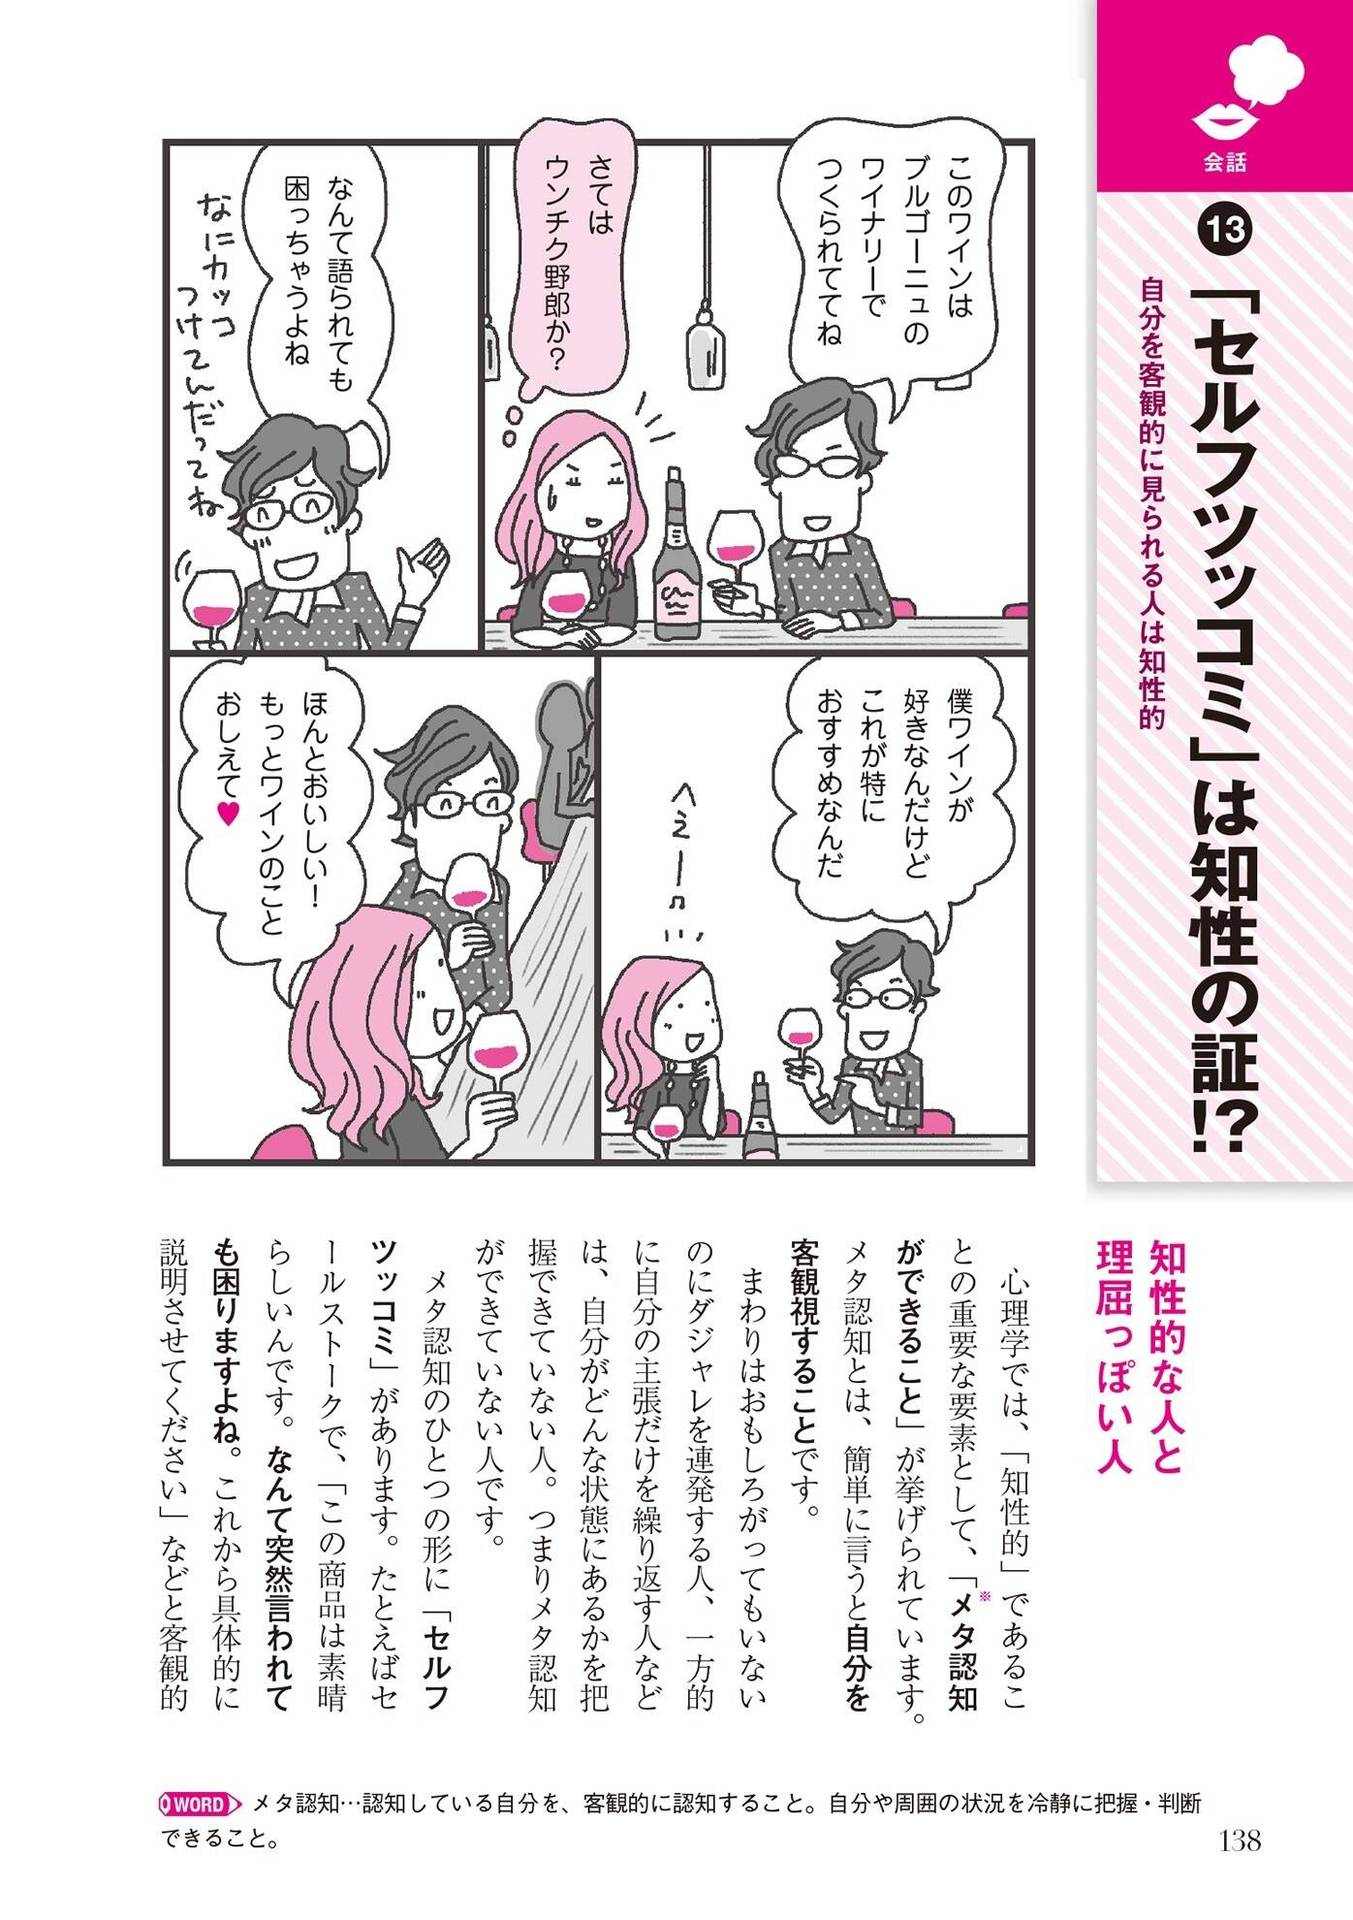 会話
13
「セルフツッコミ」は知性の証!?
自分を客観的に見られる人は知性的
このワインは
ブルゴーニュの
ワイナリーで
つくられててね
さては
ウンチク野郎か？
なんて語られても
困っちゃうよね
なにカッコ
つけてんだってね
僕ワインが
好きなんだけど
これが特に
おすすめなんだ
へぇー
ほんとおいしい！
もっとワインのこと
おしえて♥
知性的な人と
理屈っぽい人
心理学では、「知性的」であるこ
との重要な要素として、「メタ認知※
ができること」が挙げられています。
メタ認知とは、簡単に言うと自分を
客観視することです。
まわりはおもしろがってもいない
のにダジャレを連発する人、一方的
に自分の主張だけを繰り返す人など
は、自分がどんな状態にあるかを把
握できていない人。つまりメタ認知
ができていない人です。
メタ認知のひとつの形に「セルフ
ツッコミ」があります。たとえばセ
ールストークで、「この商品は素晴
らしいんです。なんて突然言われて
も困りますよね。これから具体的に
説明させてください」などと客観的
WORD メタ認知…認知している自分を、客観的に認知すること。自分や周囲の状況を冷静に把握・判断
できること。
138